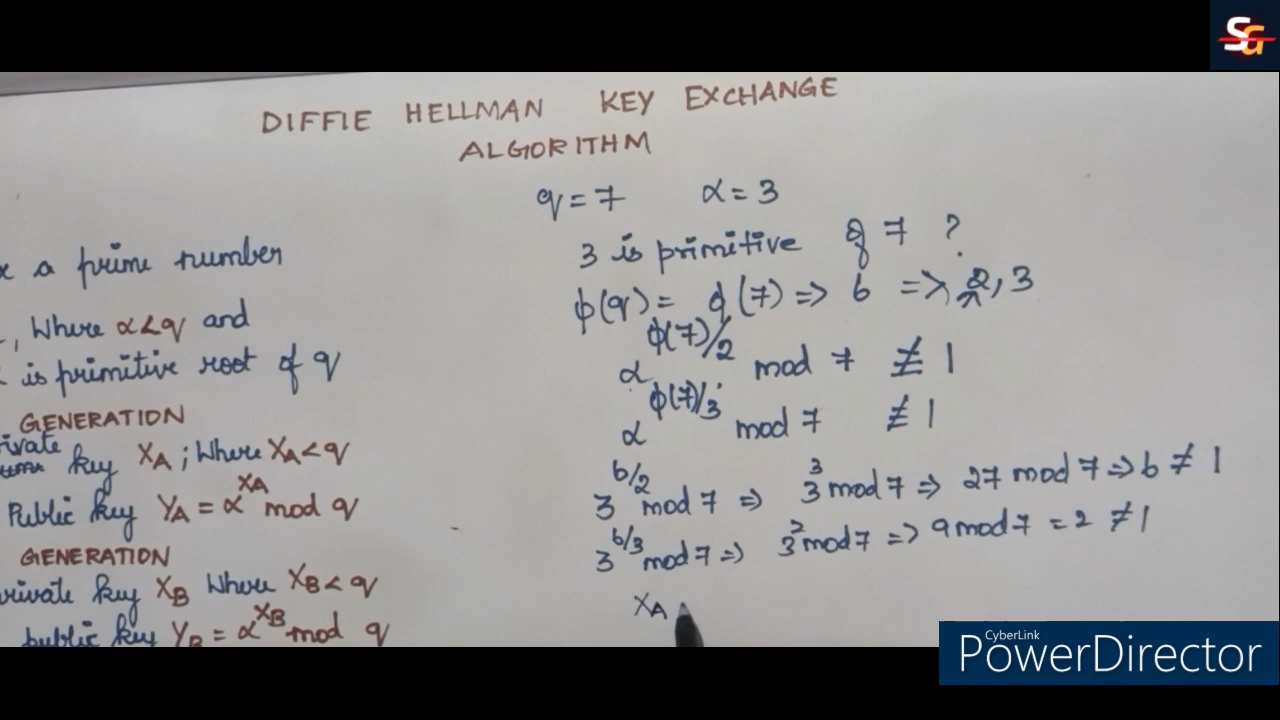 SG
DIFFIE HELLMAN KEY EXCHANGE
ALGORITHM
q = 7 α = 3
a prime number
3 is primitive of 7 ?
ϕ(q) = ϕ(7) => 6 => 2, 3
, Where α<q and
α^ϕ(7)/2 mod 7 ≢ 1
is primitive root of q
α^ϕ(7)/3 mod 7 ≢ 1
GENERATION
key X_A ; Where X_A < q
3^6/2 mod 7 => 3^3 mod 7 => 27 mod 7 => 6 ≠ 1
Public key Y_A = α^X_A mod q
3^6/3 mod 7 => 3^2 mod 7 => 9 mod 7 = 2 ≠ 1
GENERATION
key X_B Where X_B < q
X_A
public key Y_B = α^X_B mod q
CyberLink
PowerDirector